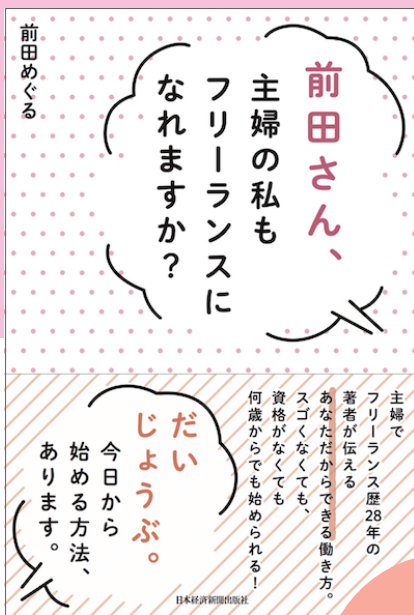 前田さん、
主婦の私も
フリーランスに
なれますか?
前田めぐる
主婦で
フリーランス歴28年の
著者が伝える
あなただからできる働き方。
スゴくなくても、
資格がなくても
何歳からでも始められる!
だい
じょうぶ。
今日から
始める方法、
あります。
日本経済新聞出版社